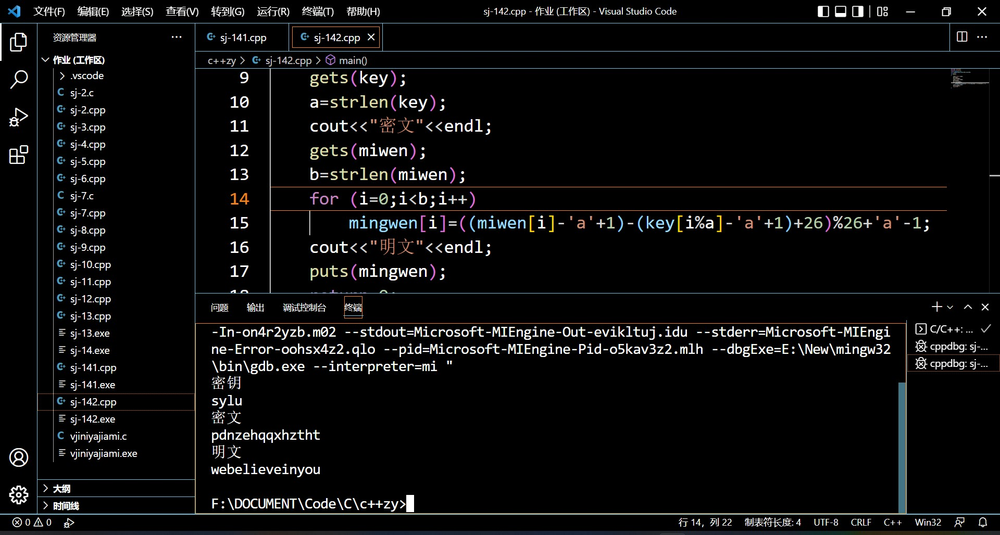 文件(F) 编辑(E) 选择(S) 查看(V) 转到(G) 运行(R) 终端(T) 帮助(H) sj-142.cpp - 作业 (工作区) - Visual Studio Code
资源管理器
作业 (工作区)
.vscode
C sj-2.c
sj-2.cpp
sj-3.cpp
sj-4.cpp
sj-5.cpp
sj-6.cpp
C sj-7.c
sj-7.cpp
sj-8.cpp
sj-9.cpp
sj-10.cpp
sj-11.cpp
sj-12.cpp
sj-13.cpp
sj-13.exe
sj-14.exe
sj-141.cpp
sj-141.exe
sj-142.cpp
sj-142.exe
C vjiniyajiami.c
vjiniyajiami.exe
大纲
时间线
sj-141.cpp sj-142.cpp
c++zy > sj-142.cpp > main()
9 gets(key);
10 a=strlen(key);
11 cout<<"密文"<<endl;
12 gets(miwen);
13 b=strlen(miwen);
14 for (i=0;i<b;i++)
15 mingwen[i]=((miwen[i]-'a'+1)-(key[i%a]-'a'+1)+26)%26+'a'-1;
16 cout<<"明文"<<endl;
17 puts(mingwen);
18 return 0;
问题 输出 调试控制台 终端
-In-on4r2yzb.m02 --stdout=Microsoft-MIEngine-Out-evikltuj.idu --stderr=Microsoft-MIEngi
ne-Error-oohsx4z2.qlo --pid=Microsoft-MIEngine-Pid-o5kav3z2.mlh --dbgExe=E:\New\mingw32
\bin\gdb.exe --interpreter=mi "
密钥
sylu
密文
pdnzehqqxhztht
明文
webelieveinyou
F:\DOCUMENT\Code\C\c++zy>
C/C++: ...
cppdbg: sj-...
cppdbg: sj-...
0 0 行 14, 列 22 制表符长度: 4 UTF-8 CRLF C++ Win32